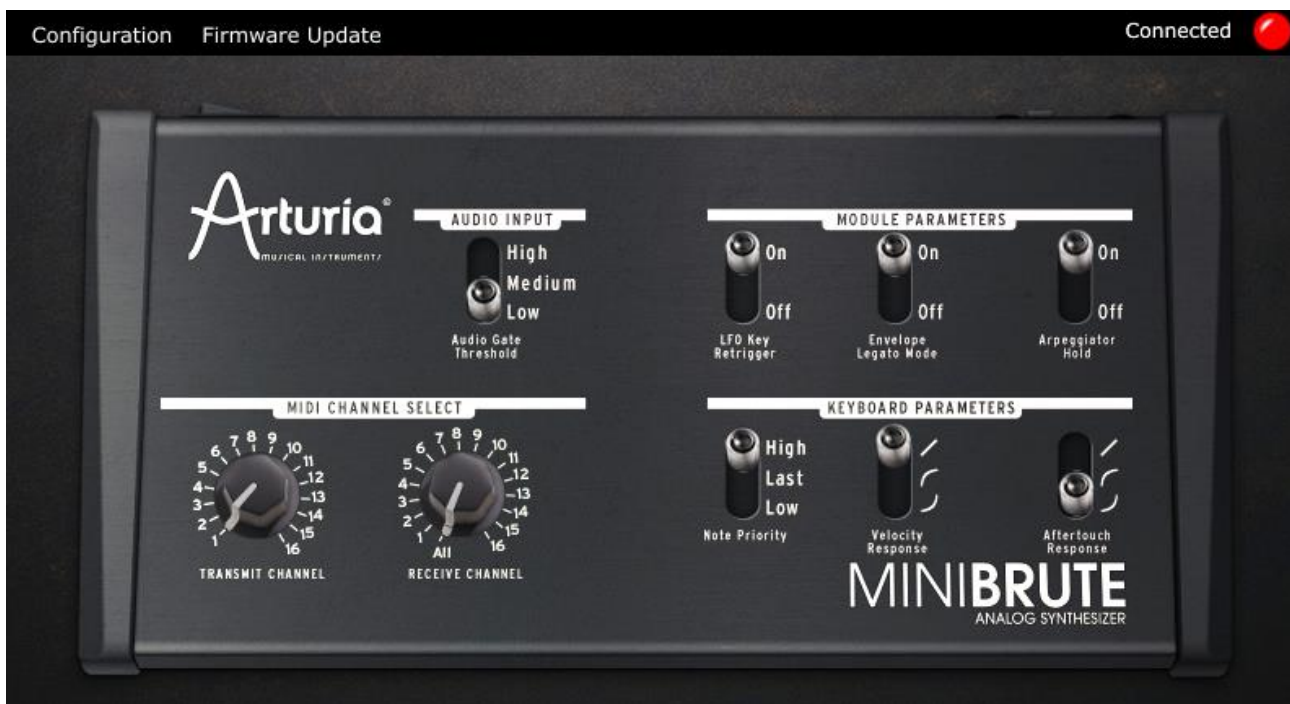 Configuration Firmware Update Connected
Arturia®
MUSICAL INSTRUMENTS
AUDIO INPUT
High
Medium
Low
Audio Gate
Threshold
MODULE PARAMETERS
On
Off
LFO Key
Retrigger
On
Off
Envelope
Legato Mode
On
Off
Arpeggiator
Hold
MIDI CHANNEL SELECT
1 2 3 4 5 6 7 8 9 10 11 12 13 14 15 16
TRANSMIT CHANNEL
All 1 2 3 4 5 6 7 8 9 10 11 12 13 14 15 16
RECEIVE CHANNEL
KEYBOARD PARAMETERS
High
Last
Low
Note Priority
Velocity
Response
Aftertouch
Response
MINIBRUTE
ANALOG SYNTHESIZER